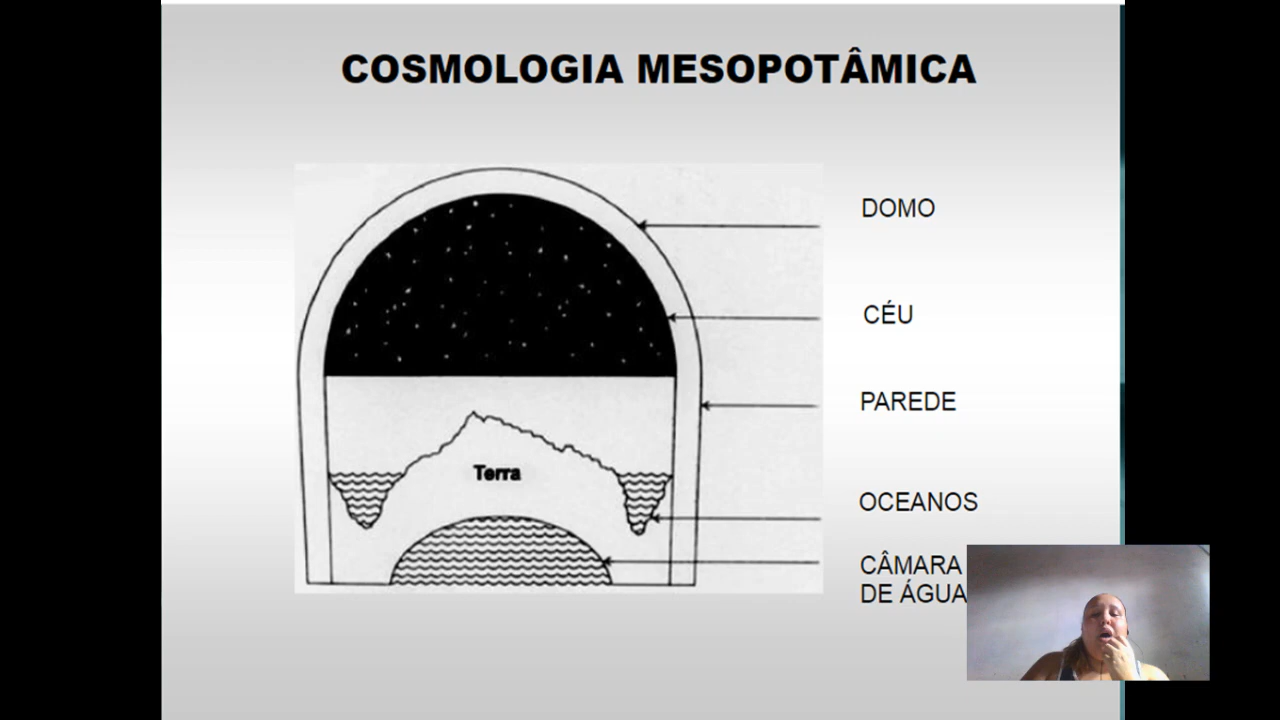 COSMOLOGIA MESOPOTÂMICA
DOMO
CÉU
PAREDE
Terra
OCEANOS
CÂMARA
DE ÁGUA